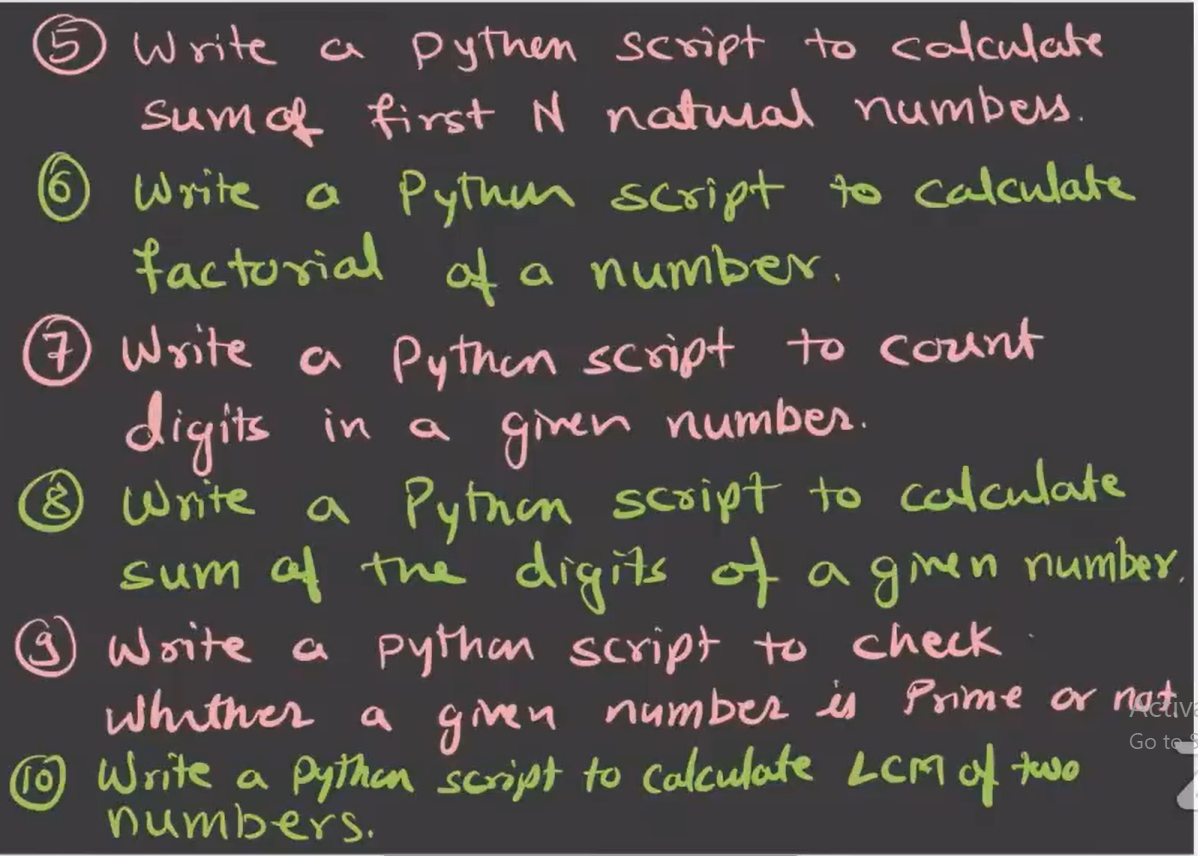 ⑤ Write a Python script to calculate
sum of first N natural numbers.
⑥ Write a Python script to calculate
factorial of a number.
⑦ Write a Python script to count
digits in a given number.
⑧ Write a Python script to calculate
sum of the digits of a given number.
⑨ Write a python script to check
whether a given number is Prime or not
Activa
Go to S
⑩ Write a Python script to calculate LCM of two
numbers.